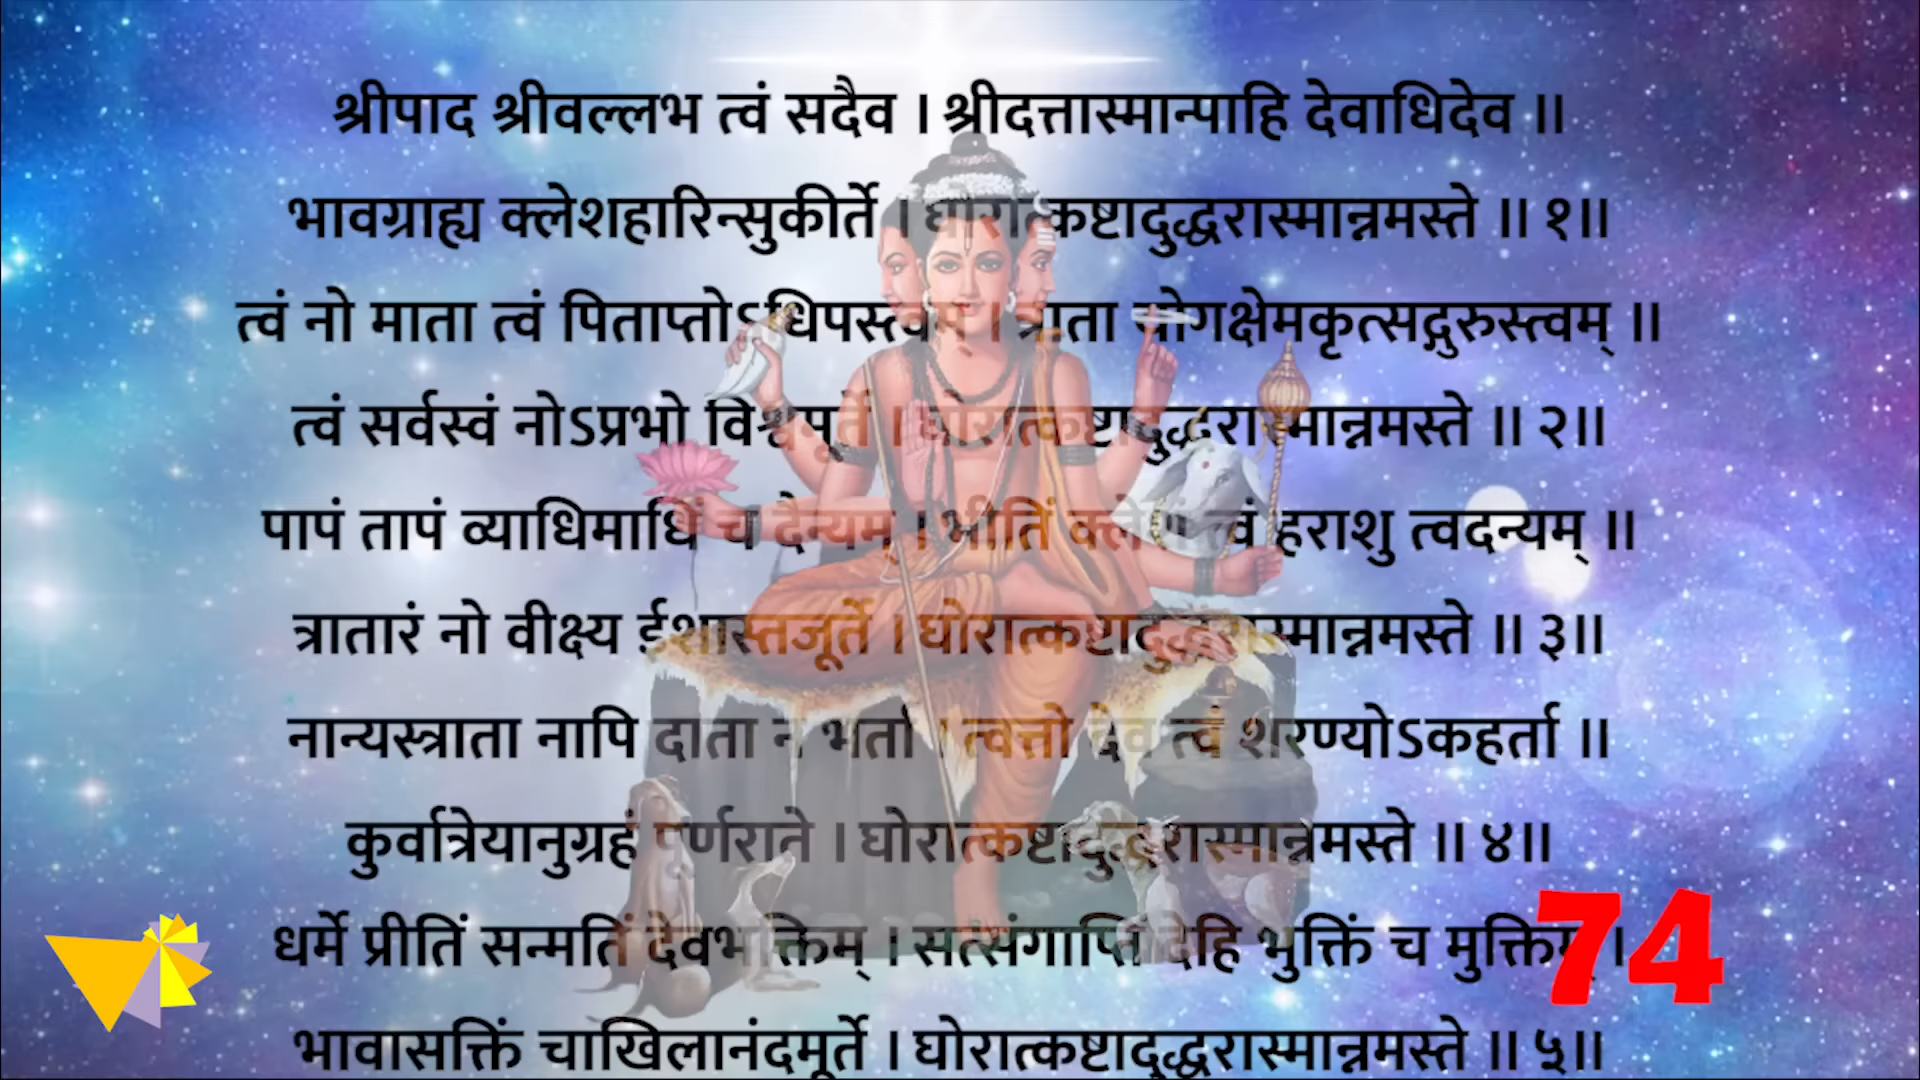 श्रीपाद श्रीवल्लभ त्वं सदैव । श्रीदत्तास्मान्पाहि देवाधिदेव ॥
भावग्राह्य क्लेशहारिन्सुकीर्ते । घोरात्कष्टादुद्धरास्मान्नमस्ते ॥ १॥
त्वं नो माता त्वं पिताप्तोऽधिपस्त्वम् । त्राता योगक्षेमकृत्सद्गुरुस्त्वम् ॥
त्वं सर्वस्वं नोऽप्रभो विश्वमूर्ते । घोरात्कष्टादुद्धरास्मान्नमस्ते ॥ २॥
पापं तापं व्याधिमाधिं च दैन्यम् । भीतिं क्लेशं त्वं हराशु त्वदन्यम् ॥
त्रातारं नो वीक्ष्य ईशास्तजूर्ते । घोरात्कष्टादुद्धरास्मान्नमस्ते ॥ ३॥
नान्यस्त्राता नापि दाता न भर्ता । त्वत्तो देव त्वं शरण्योऽकहर्ता ॥
कुर्वात्रेयानुग्रहं पूर्णराते । घोरात्कष्टादुद्धरास्मान्नमस्ते ॥ ४॥
धर्मे प्रीतिं सन्मतिं देवभक्तिम् । सत्संगाप्तिं देहि भुक्तिं च मुक्तिम् ।
74
भावासक्तिं चाखिलानंदमूर्ते । घोरात्कष्टादुद्धरास्मान्नमस्ते ॥ ५॥